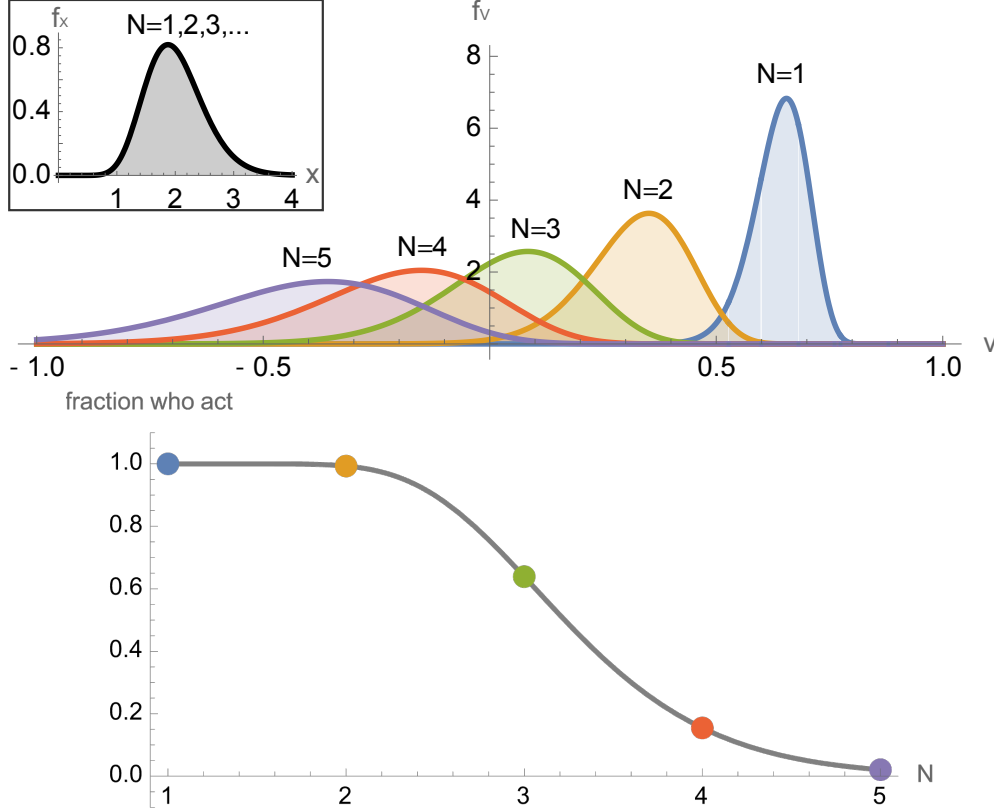 fx
N=1,2,3,...
0.8
0.4
0.0
x
1 2 3 4
fv
8
6
4
2
N=1
N=2
N=3
N=4
N=5
v
- 1.0 - 0.5 0.5 1.0
fraction who act
1.0
0.8
0.6
0.4
0.2
0.0
N
1 2 3 4 5